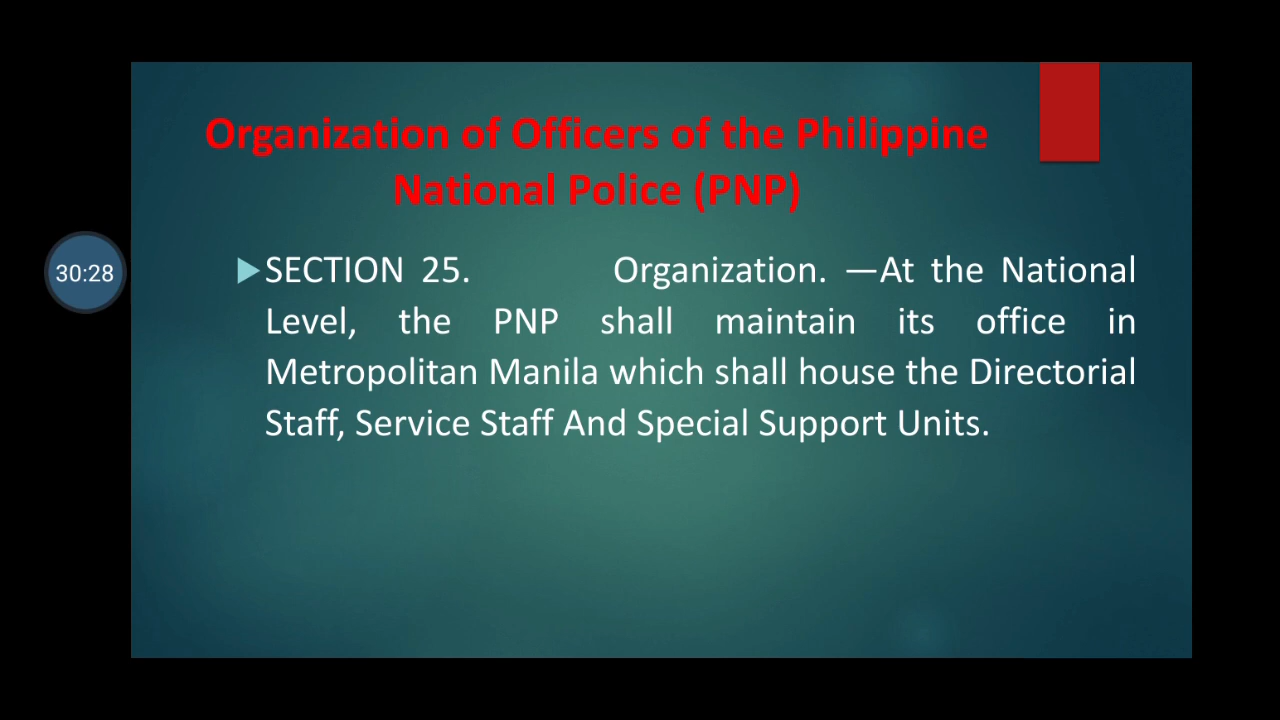 Organization of Officers of the Philippine
National Police (PNP)
30:28
SECTION 25. Organization. —At the National
Level, the PNP shall maintain its office in
Metropolitan Manila which shall house the Directorial
Staff, Service Staff And Special Support Units.